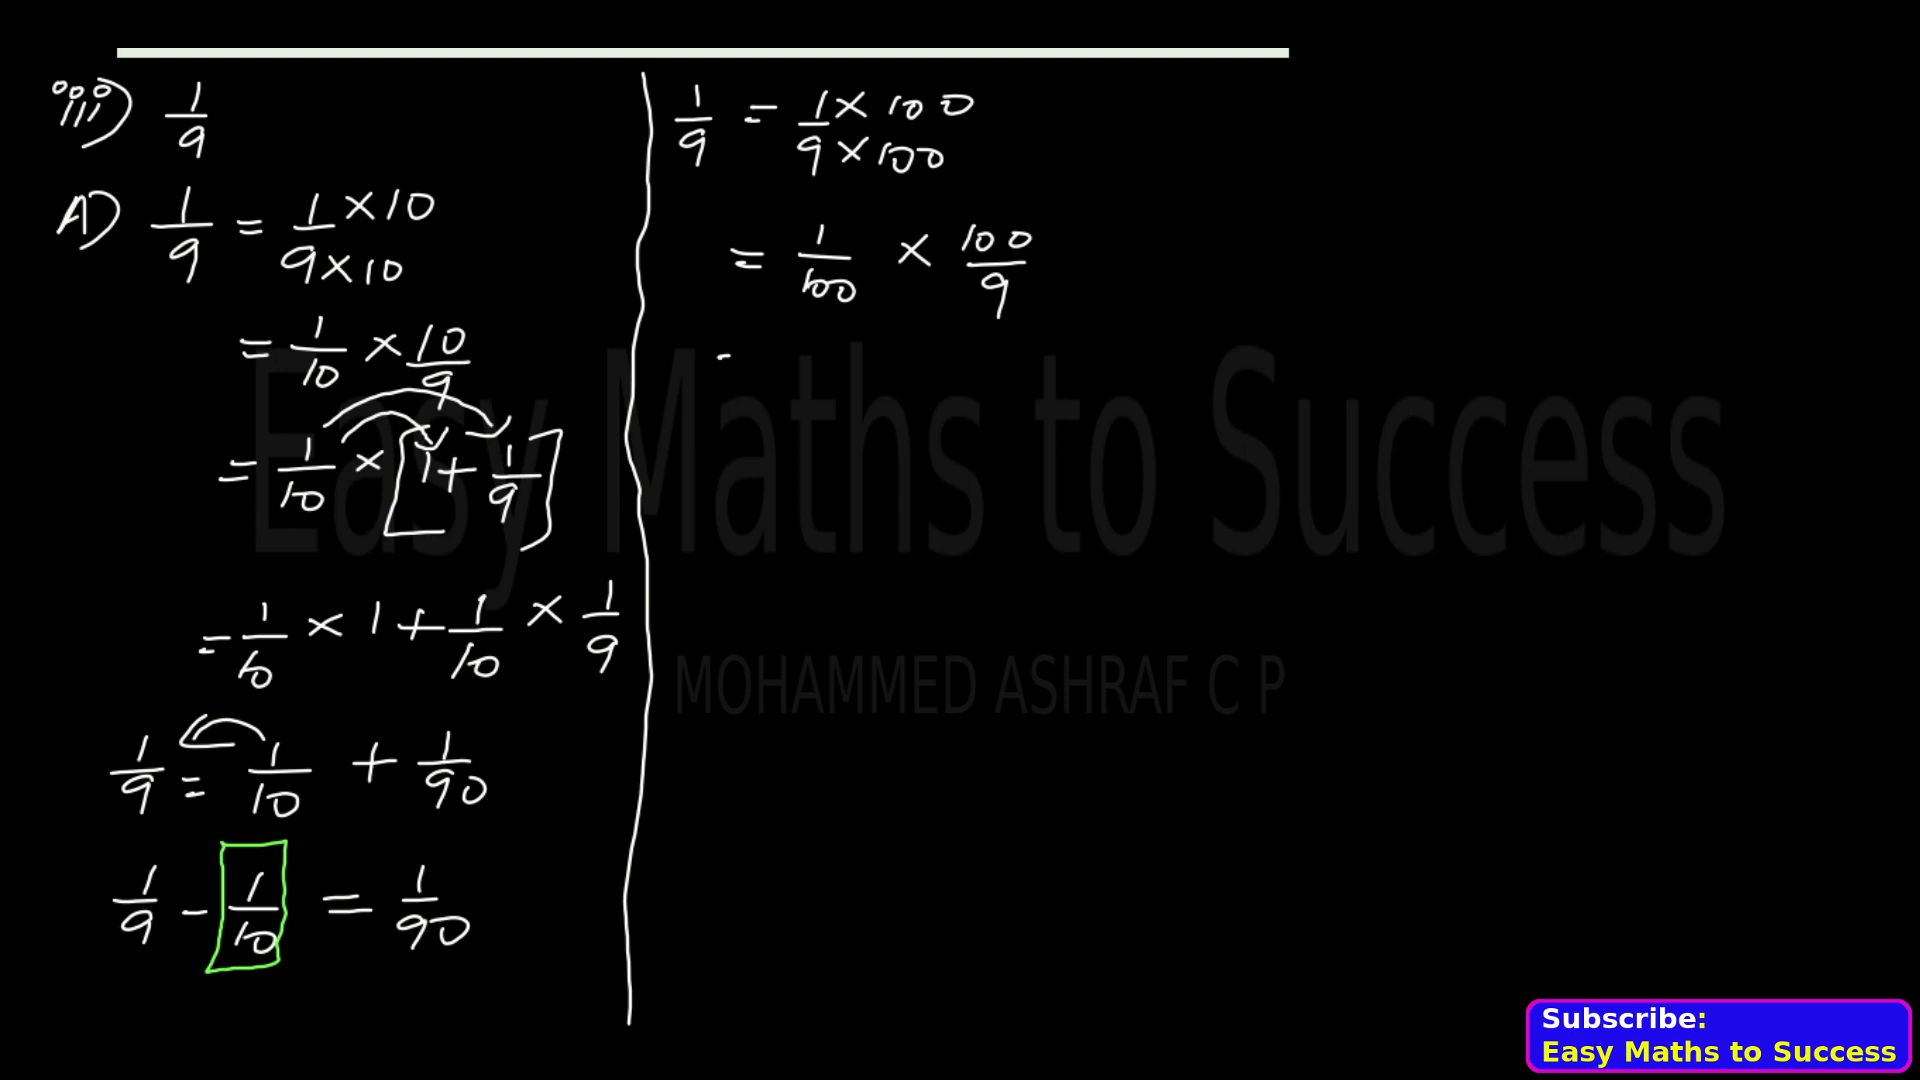 iii) 1/9
A) 1/9 = 1×10/9×10
= 1/10 × 10/9
= 1/10 × [1 + 1/9]
= 1/10 × 1 + 1/10 × 1/9
1/9 = 1/10 + 1/90
1/9 - 1/10 = 1/90
1/9 = 1×100/9×100
= 1/100 × 100/9
-
Easy Maths to Success
MOHAMMED ASHRAF C P
Subscribe:
Easy Maths to Success